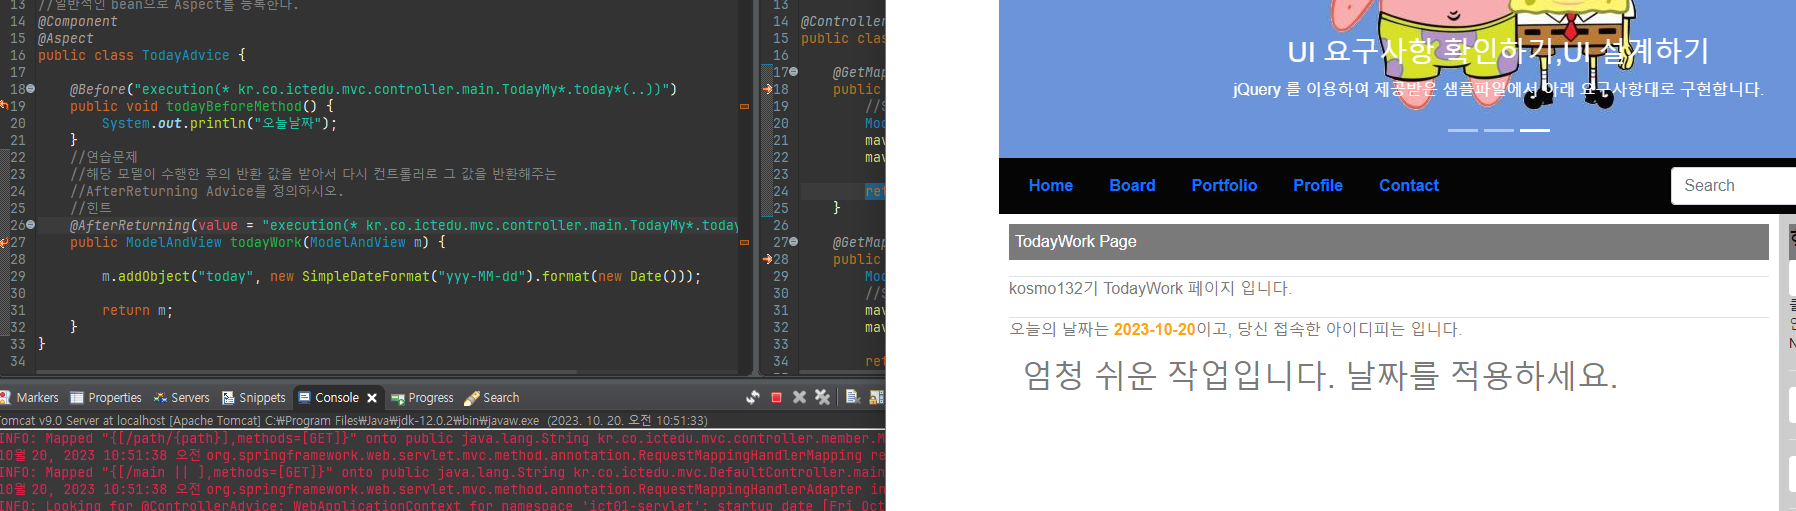 13 //일반적인 bean으로 Aspect를 등록한다.
14 @Component
15 @Aspect
16 public class TodayAdvice {
17
18 @Before("execution(* kr.co.ictedu.mvc.controller.main.TodayMy*.today*(..))")
19 public void todayBeforeMethod() {
20 System.out.println("오늘날짜");
21 }
22 //연습문제
23 //해당 모델이 수행한 후의 반환 값을 받아서 다시 컨트롤러로 그 값을 반환해주는
24 //AfterReturning Advice를 정의하시오.
25 //힌트
26 @AfterReturning(value = "execution(* kr.co.ictedu.mvc.controller.main.TodayMy*.today
27 public ModelAndView todayWork(ModelAndView m) {
28
29 m.addObject("today", new SimpleDateFormat("yyy-MM-dd").format(new Date()));
30
31 return m;
32 }
33 }
34
13
14 @Controller
15 public clas
16
17 @GetMap
18 public
19 //S
20 Mod
21 mav
22 mav
23
24 ret
25 }
26
27 @GetMap
28 public
29 Mod
30 //S
31 mav
32 mav
33
34 ret
Markers Properties Servers Snippets Console Progress Search
Tomcat v9.0 Server at localhost [Apache Tomcat] C:₩Program Files₩Java₩jdk-12.0.2₩bin₩javaw.exe (2023. 10. 20. 오전 10:51:33)
INFO: Mapped "{[/path/{path}],methods=[GET]}" onto public java.lang.String kr.co.ictedu.mvc.controller.member.M
10월 20, 2023 10:51:38 오전 org.springframework.web.servlet.mvc.method.annotation.RequestMappingHandlerMapping re
INFO: Mapped "{[/main || ],methods=[GET]}" onto public java.lang.String kr.co.ictedu.mvc.DefaultController.main
10월 20, 2023 10:51:38 오전 org.springframework.web.servlet.mvc.method.annotation.RequestMappingHandlerAdapter in
INFO: Looking for @ControllerAdvice: WebApplicationContext for namespace 'ict01-servlet': startup date [Fri Oct
UI 요구사항 확인하기,UI 설계하기
jQuery 를 이용하여 제공받은 샘플파일에서 아래 요구사항대로 구현합니다.
Home Board Portfolio Profile Contact Search
TodayWork Page
kosmo132기 TodayWork 페이지 입니다.
오늘의 날짜는 2023-10-20이고, 당신 접속한 아이디피는 입니다.
엄청 쉬운 작업입니다. 날짜를 적용하세요.